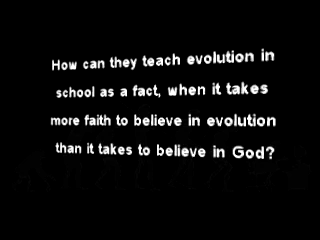 How can they teach evolution in
school as a fact, when it takes
more faith to believe in evolution
than it takes to believe in God?